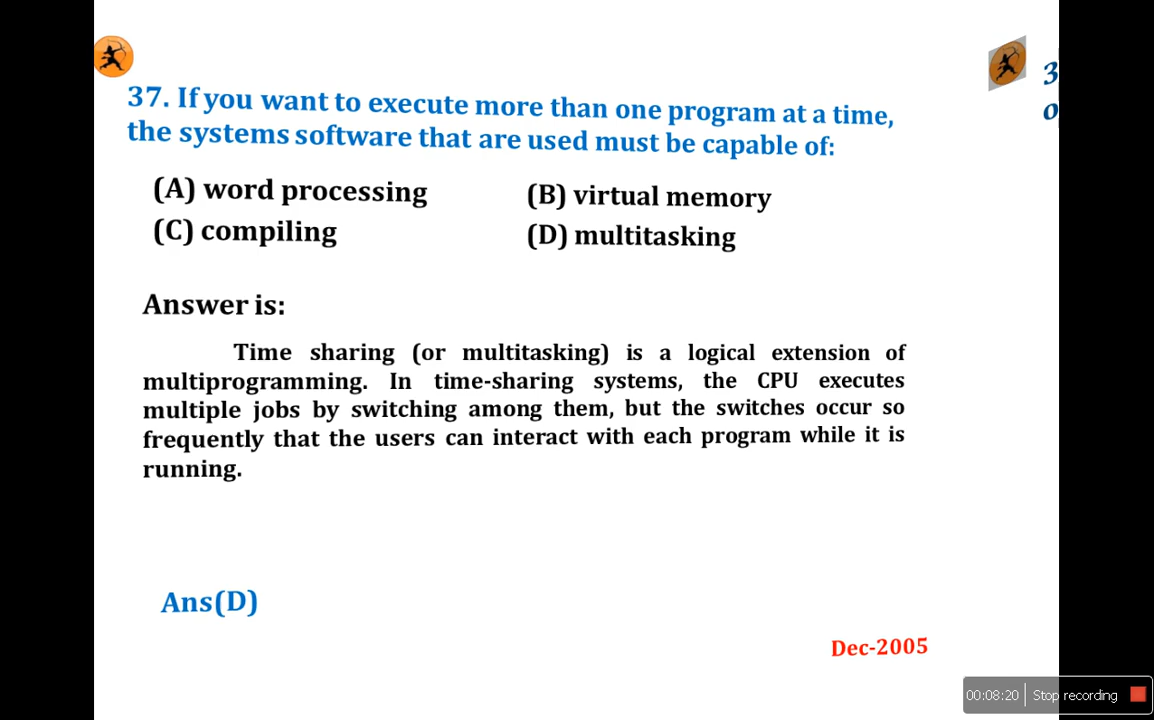 37. If you want to execute more than one program at a time,
the systems software that are used must be capable of:
(A) word processing (B) virtual memory
(C) compiling (D) multitasking
Answer is:
Time sharing (or multitasking) is a logical extension of
multiprogramming. In time-sharing systems, the CPU executes
multiple jobs by switching among them, but the switches occur so
frequently that the users can interact with each program while it is
running.
Ans(D)
Dec-2005
3
o
00:08:20 Stop recording